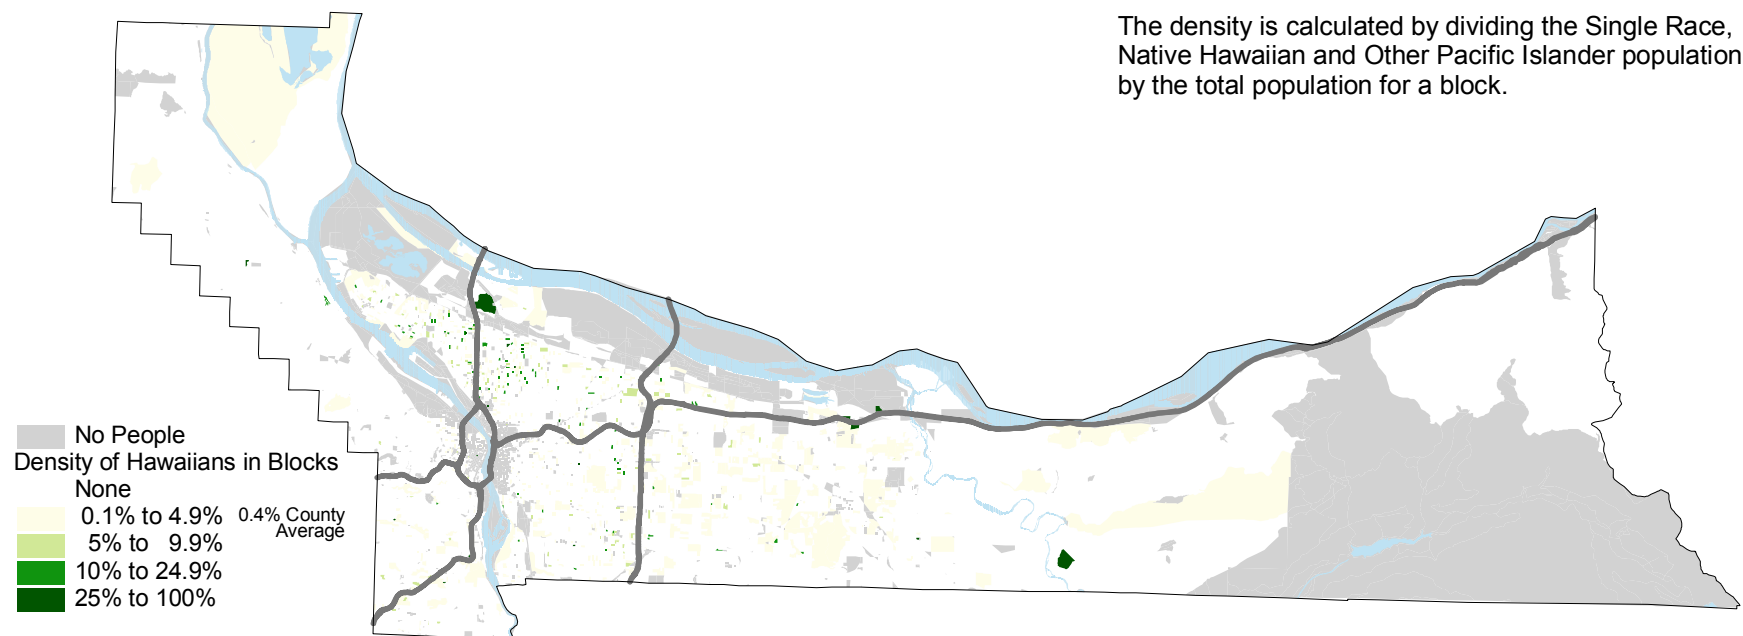 The density is calculated by dividing the Single Race,
Native Hawaiian and Other Pacific Islander population
by the total population for a block.
No People
Density of Hawaiians in Blocks
None
0.1% to 4.9% 0.4% County
Average
5% to 9.9%
10% to 24.9%
25% to 100%